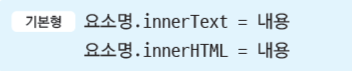 기본형 요소명.innerText = 내용
요소명.innerHTML = 내용